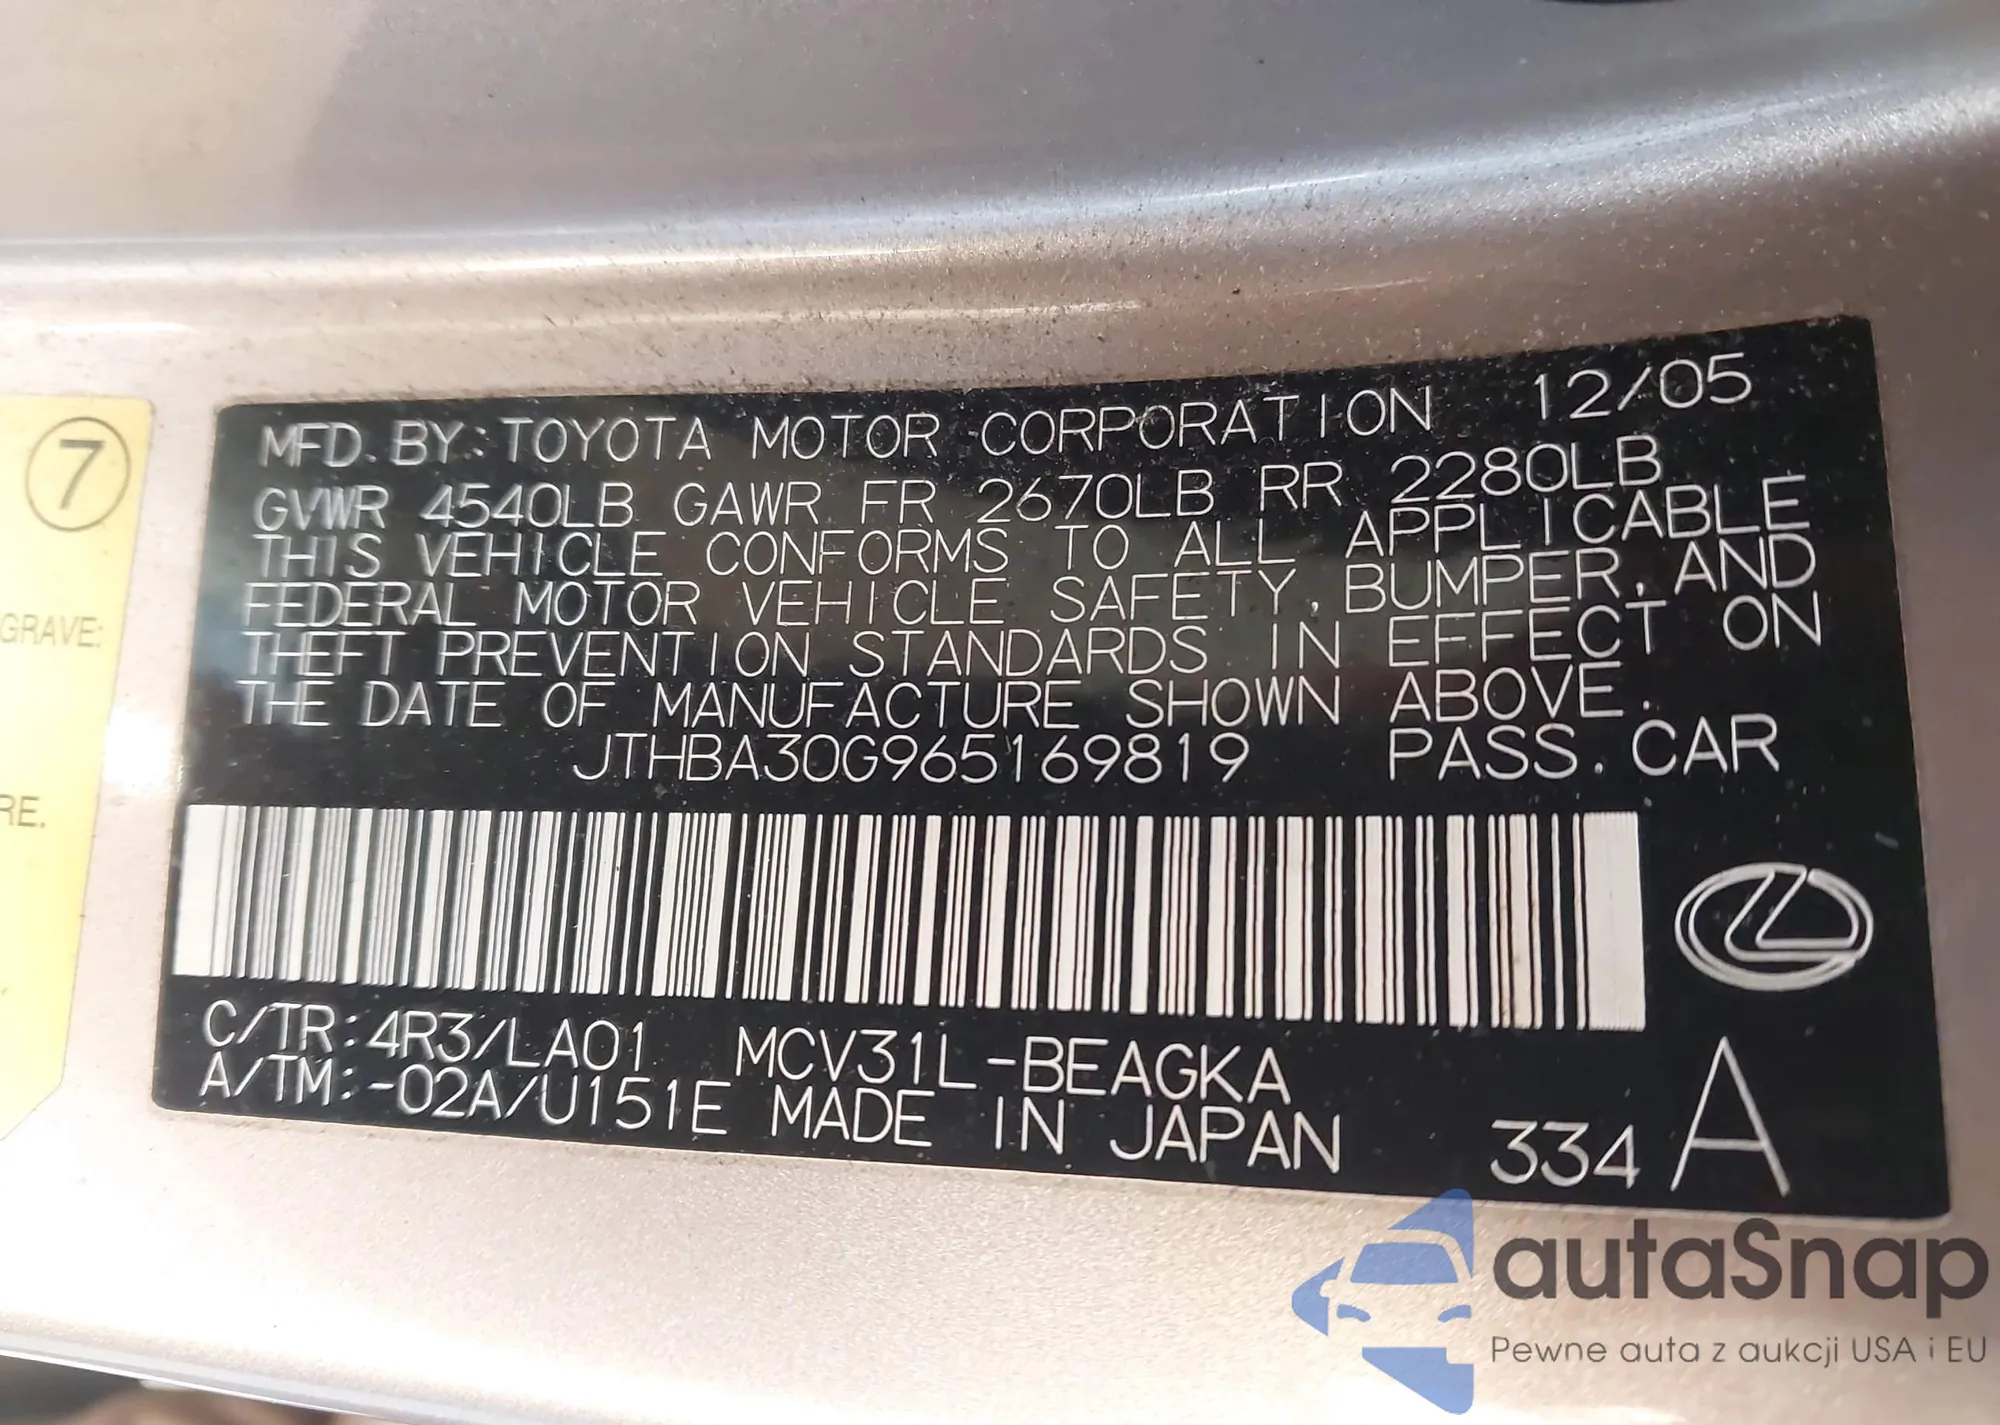 7
GRAVE:
RE.
MFD. BY: TOYOTA MOTOR CORPORATION 12/05
GVWR 4540LB GAWR FR 2670LB RR 2280LB
THIS VEHICLE CONFORMS TO ALL APPLICABLE
FEDERAL MOTOR VEHICLE SAFETY, BUMPER, AND
THEFT PREVENTION STANDARDS IN EFFECT ON
THE DATE OF MANUFACTURE SHOWN ABOVE.
JTHBA30G965169819 PASS. CAR
C/TR: 4R3/LA01 MCV31L-BEAGKA
A/TM: -02A/U151E MADE IN JAPAN 334 A
autaSnap
Pewne auta z aukcji USA i EU